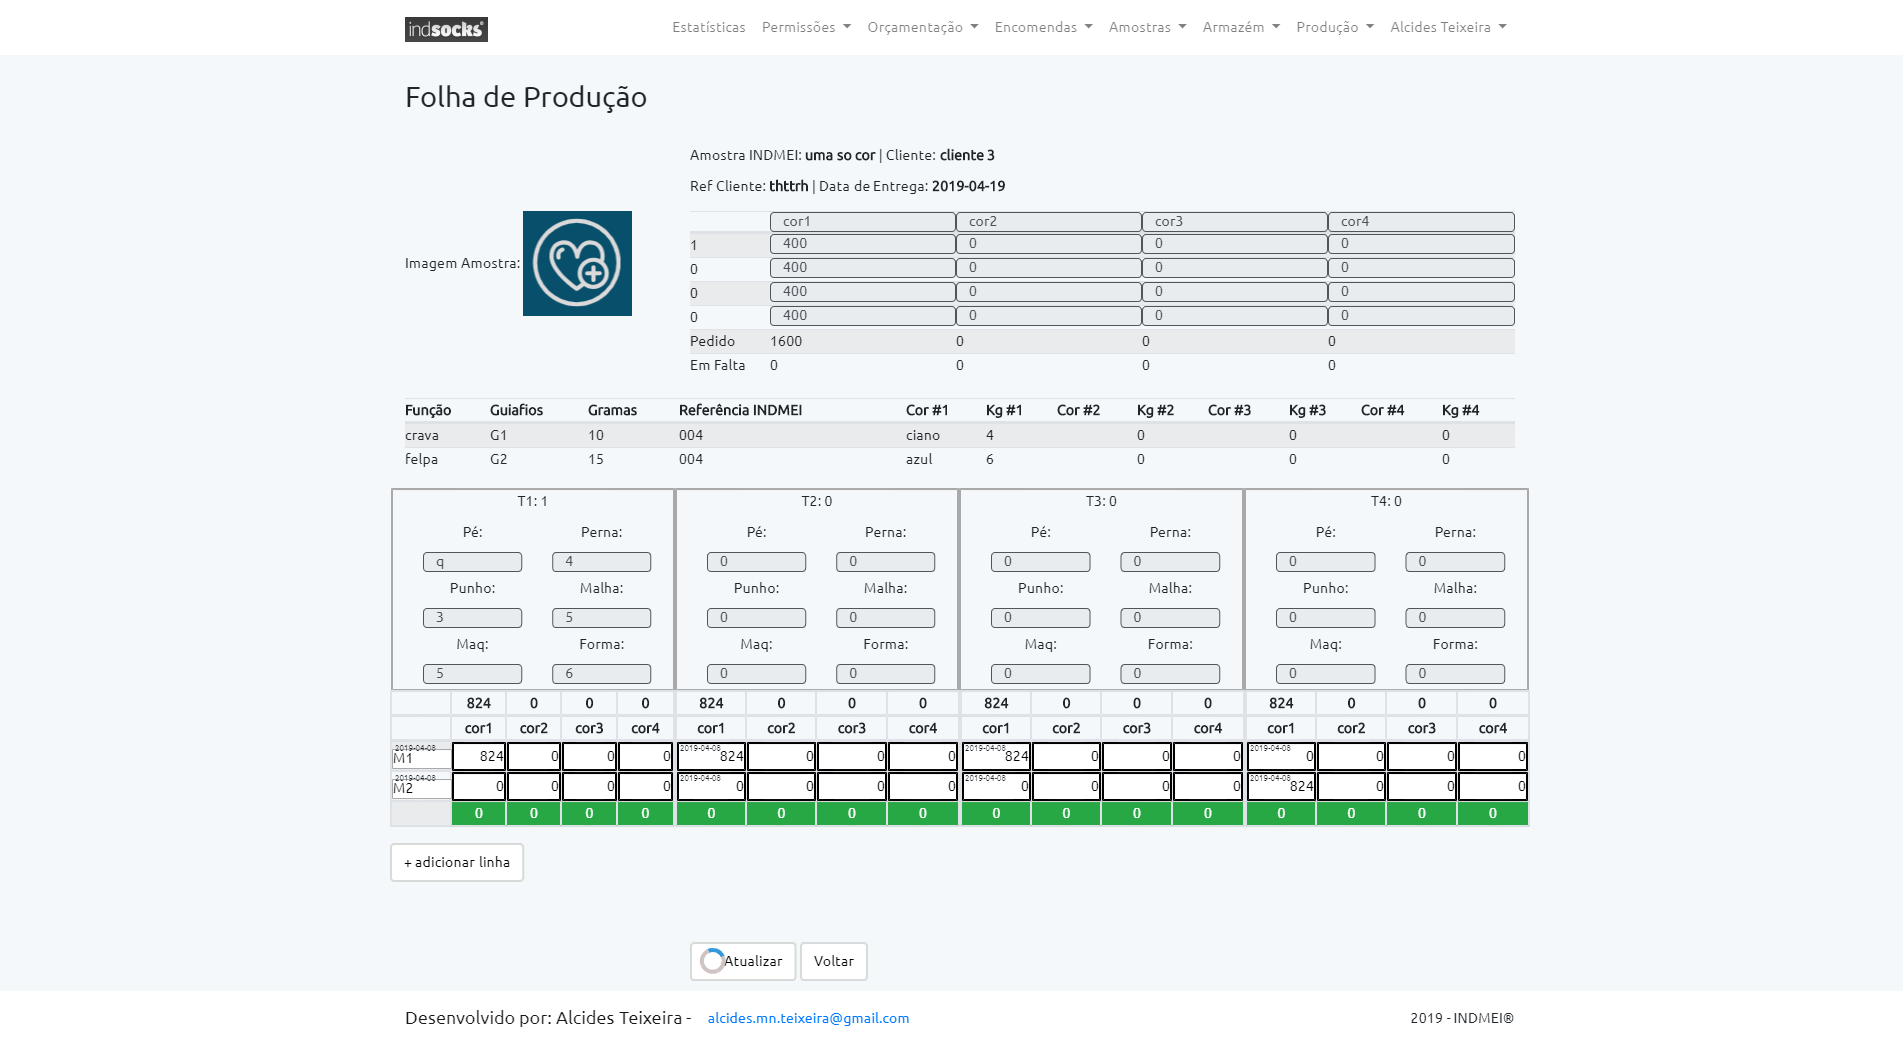 indsocks®
Estatísticas Permissões Orçamentação Encomendas Amostras Armazém Produção Alcides Teixeira
Folha de Produção
Amostra INDMEI: uma so cor | Cliente: cliente 3
Ref Cliente: thttrh | Data de Entrega: 2019-04-19
Imagem Amostra:
cor1 cor2 cor3 cor4
1 400 0 0 0
0 400 0 0 0
0 400 0 0 0
0 400 0 0 0
Pedido 1600 0 0 0
Em Falta 0 0 0 0
Função Guiafios Gramas Referência INDMEI Cor #1 Kg #1 Cor #2 Kg #2 Cor #3 Kg #3 Cor #4 Kg #4
crava G1 10 004 ciano 4 0 0 0
felpa G2 15 004 azul 6 0 0 0
T1: 1 T2: 0 T3: 0 T4: 0
Pé: Perna: Pé: Perna: Pé: Perna: Pé: Perna:
q 4 0 0 0 0 0 0
Punho: Malha: Punho: Malha: Punho: Malha: Punho: Malha:
3 5 0 0 0 0 0 0
Maq: Forma: Maq: Forma: Maq: Forma: Maq: Forma:
5 6 0 0 0 0 0 0
824 0 0 0 824 0 0 0 824 0 0 0 824 0 0 0
cor1 cor2 cor3 cor4 cor1 cor2 cor3 cor4 cor1 cor2 cor3 cor4 cor1 cor2 cor3 cor4
2019-04-08 2019-04-08 2019-04-08 2019-04-08
M1 824 0 0 0 824 0 0 0 824 0 0 0 0 0 0 0
2019-04-08 2019-04-08 2019-04-08 2019-04-08
M2 0 0 0 0 0 0 0 0 0 0 0 0 824 0 0 0
0 0 0 0 0 0 0 0 0 0 0 0 0 0 0 0
+ adicionar linha
Atualizar Voltar
Desenvolvido por: Alcides Teixeira - alcides.mn.teixeira@gmail.com 2019 - INDMEI®